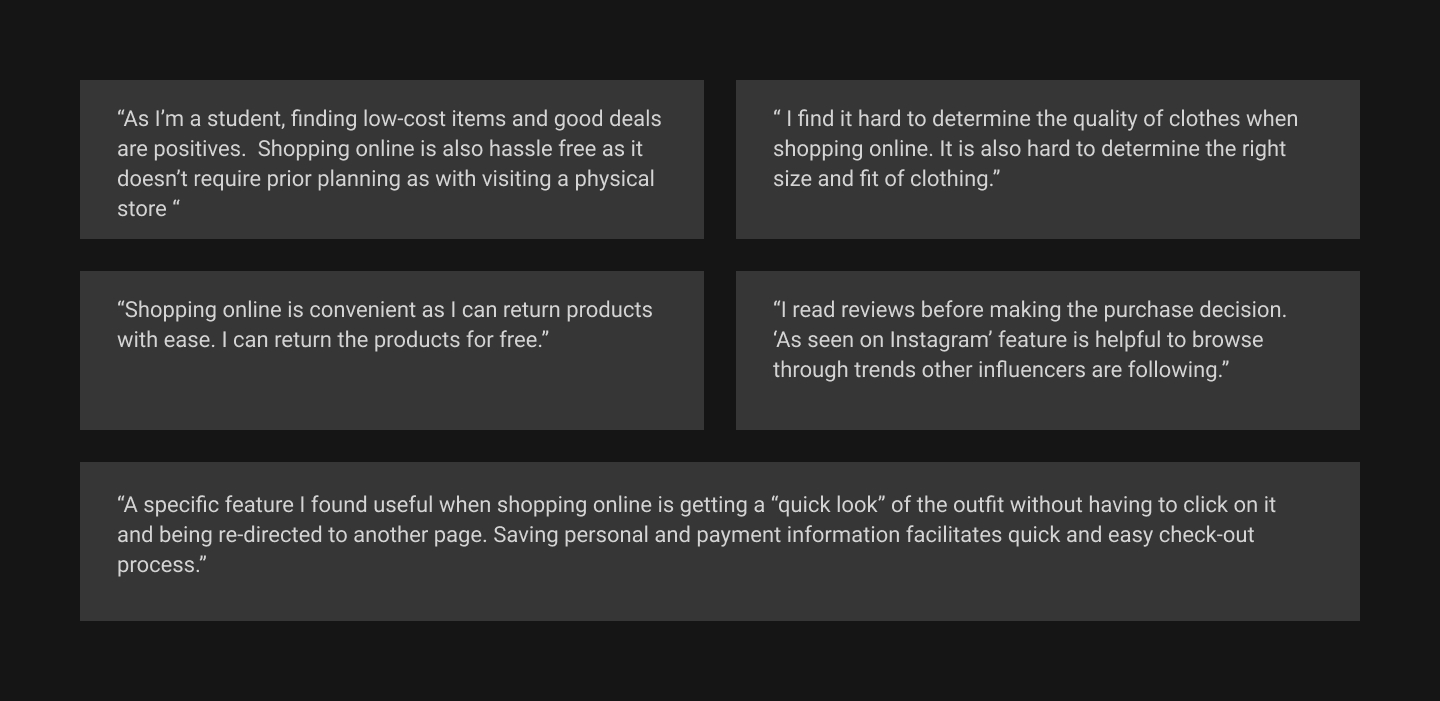 “As I’m a student, finding low-cost items and good deals
are positives.  Shopping online is also hassle free as it
doesn’t require prior planning as with visiting a physical
store “
“ I find it hard to determine the quality of clothes when
shopping online. It is also hard to determine the right
size and fit of clothing.”
“Shopping online is convenient as I can return products
with ease. I can return the products for free.”
“I read reviews before making the purchase decision.
‘As seen on Instagram’ feature is helpful to browse
through trends other influencers are following.”
“A specific feature I found useful when shopping online is getting a “quick look” of the outfit without having to click on it
and being re-directed to another page. Saving personal and payment information facilitates quick and easy check-out
process.”